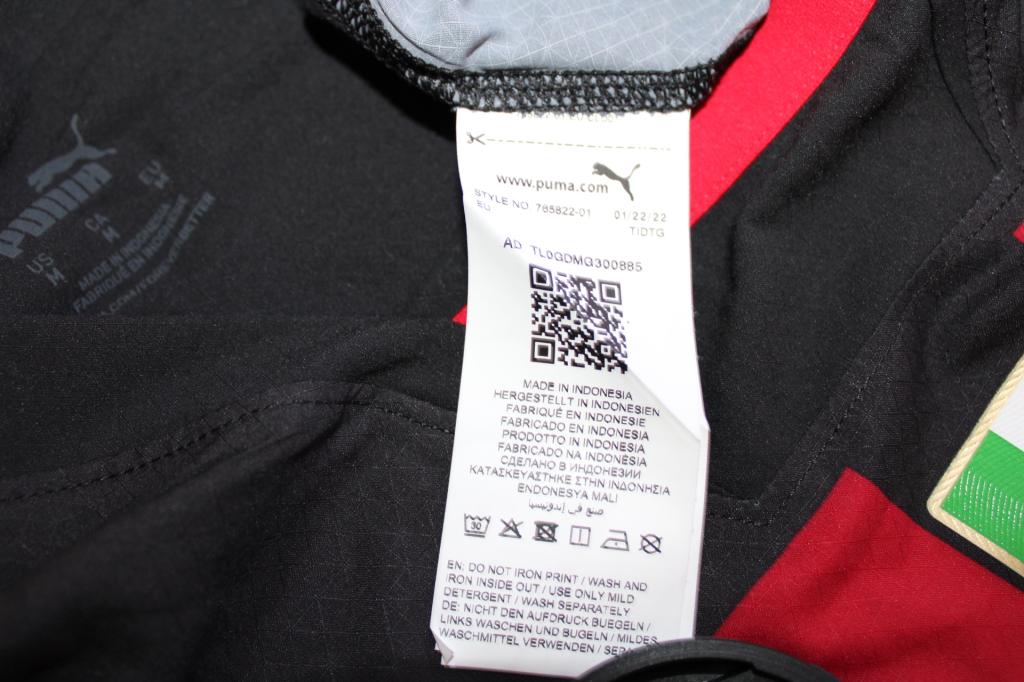 www.puma.com
STYLE NO 765822-01 01/22/22
EU TIDTG
AD TL0GDMG300885
MADE IN INDONESIA
HERGESTELLT IN INDONESIEN
FABRIQUÉ EN INDONESIE
FABRICADO EN INDONESIA
PRODOTTO IN INDONESIA
FABRICADO NA INDONÉSIA
СДЕЛАНО В ИНДОНЕЗИИ
ΚΑΤΑΣΚΕΥΑΣΤΗΚΕ ΣΤΗΝ ΙΝΔΟΝΗΣΙΑ
ENDONESYA MALI
صنع في إندونيسيا
30
EN: DO NOT IRON PRINT / WASH AND
IRON INSIDE OUT / USE ONLY MILD
DETERGENT / WASH SEPARATELY
DE: NICHT DEN AUFDRUCK BUEGELN /
LINKS WASCHEN UND BUGELN / MILDES
WASCHMITTEL VERWENDEN /
PUMA
US CA EU
M M M
MADE IN INDONESIA
FABRIQUÉ EN INDONÉSIE